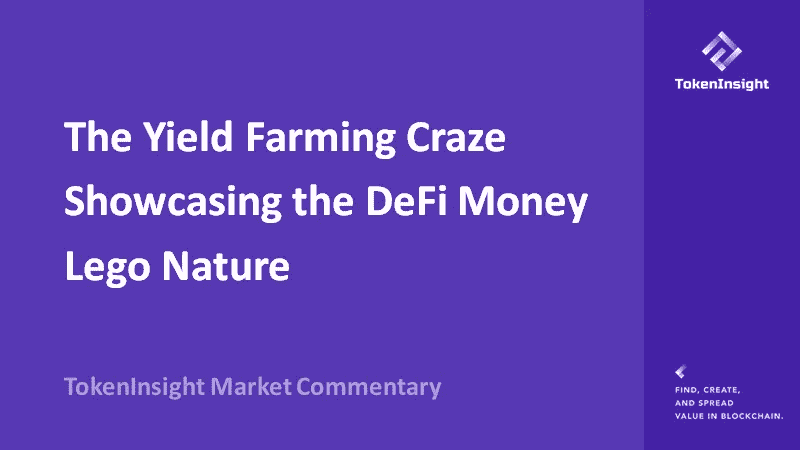 TokenInsight
The Yield Farming Craze
Showcasing the DeFi Money
Lego Nature
TokenInsight Market Commentary
FIND, CREATE,
AND SPREAD
VALUE IN BLOCKCHAIN.